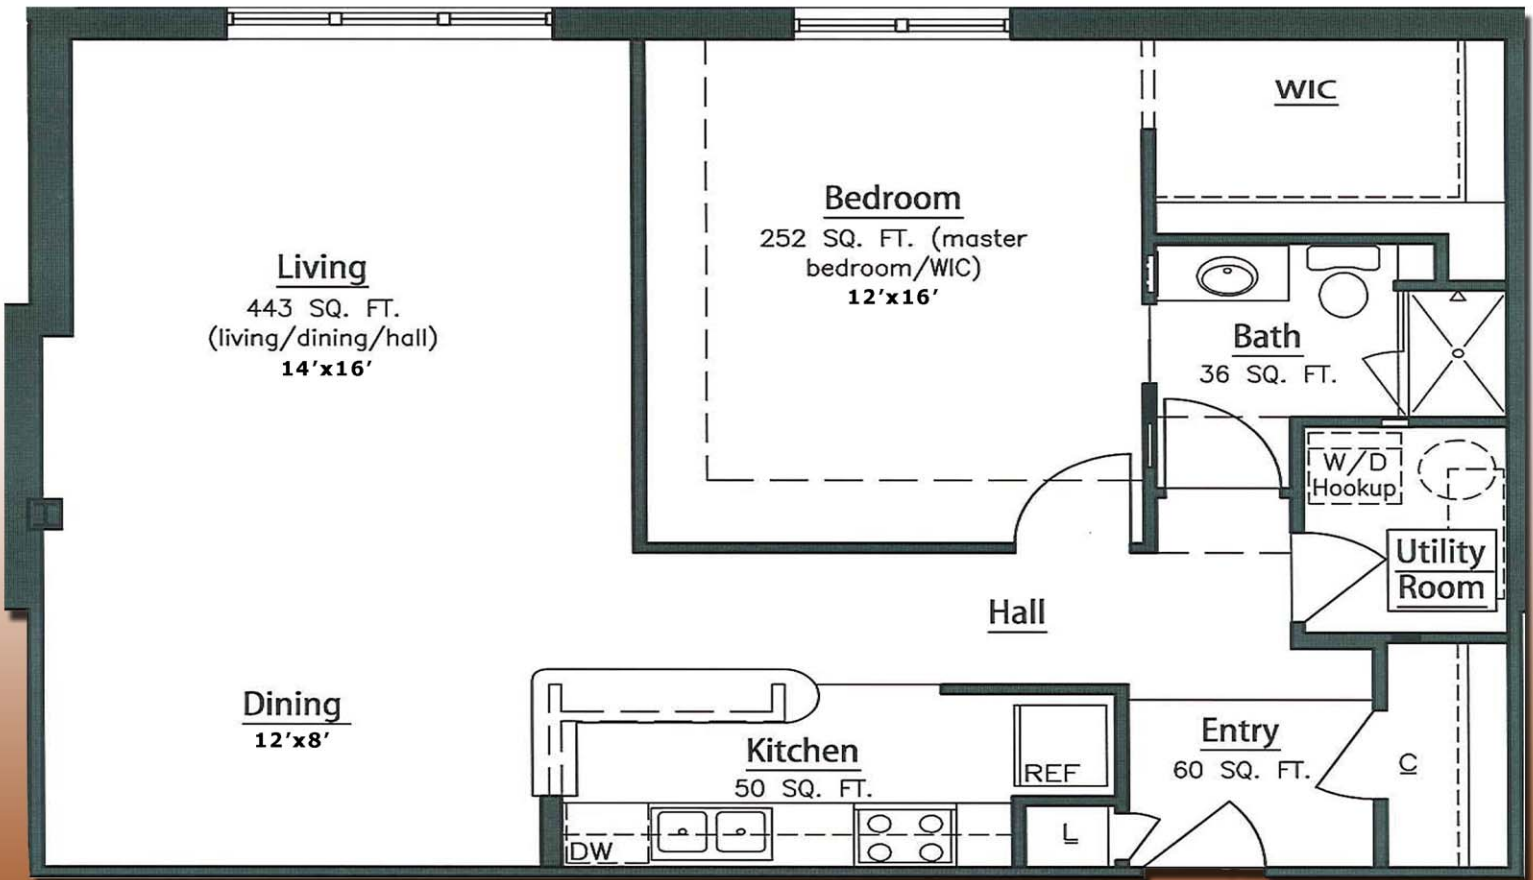 WIC
Bedroom
252 SQ. FT. (master
bedroom/WIC)
12'x16'
Living
443 SQ. FT.
(living/dining/hall)
14'x16'
Bath
36 SQ. FT.
W/D
Hookup
Utility
Room
Hall
Dining
12'x8'
Kitchen
50 SQ. FT.
REF
Entry
60 SQ. FT.
C
L
DW